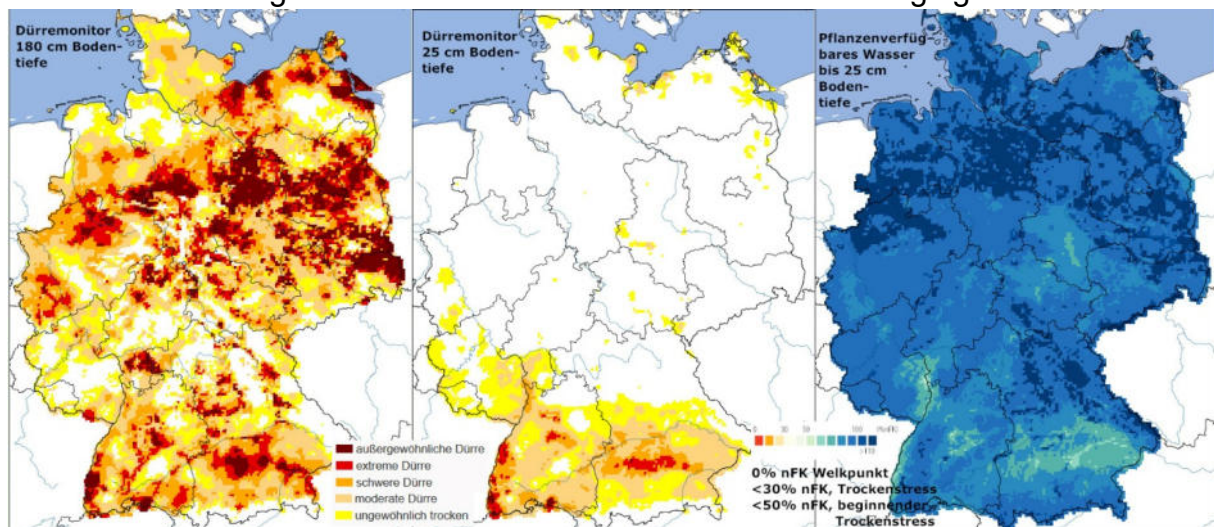 Dürremonitor
180 cm Boden-
tiefe
Dürremonitor
25 cm Boden-
tiefe
Pflanzenverfüg-
bares Wasser
bis 25 cm
Boden-
tiefe
außergewöhnliche Dürre
extreme Dürre
schwere Dürre
moderate Dürre
ungewöhnlich trocken
0% nFK Welkpunkt
<30% nFK, Trockenstress
<50% nFK, beginnender
Trockenstress